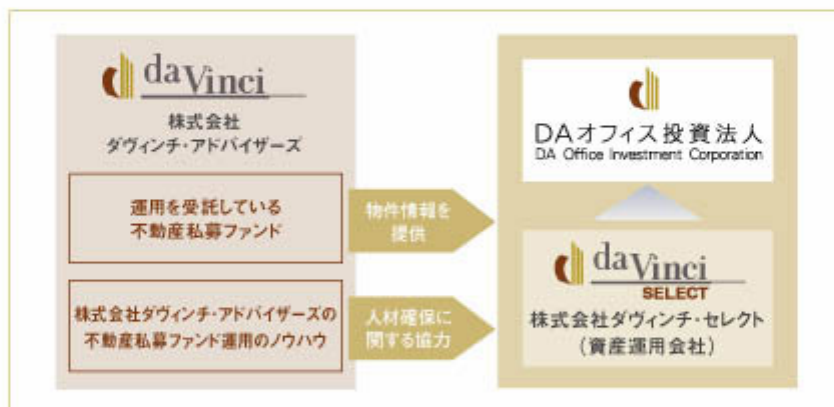 da Vinci
株式会社
ダヴィンチ・アドバイザーズ
運用を受託している
不動産私募ファンド
株式会社ダヴィンチ・アドバイザーズの
不動産私募ファンド運用のノウハウ
物件情報を
提供
人材確保に
関する協力
DAオフィス投資法人
DA Office Investment Corporation
da Vinci
SELECT
株式会社ダヴィンチ・セレクト
(資産運用会社)